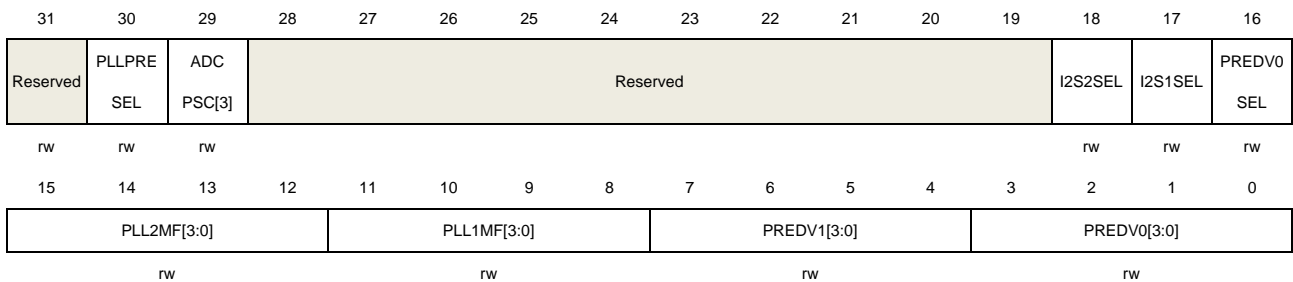 31 30 29 28 27 26 25 24 23 22 21 20 19 18 17 16
Reserved PLLPRE SEL ADC PSC[3] Reserved I2S2SEL I2S1SEL PREDV0 SEL
rw rw rw rw rw rw
15 14 13 12 11 10 9 8 7 6 5 4 3 2 1 0
PLL2MF[3:0] PLL1MF[3:0] PREDV1[3:0] PREDV0[3:0]
rw rw rw rw